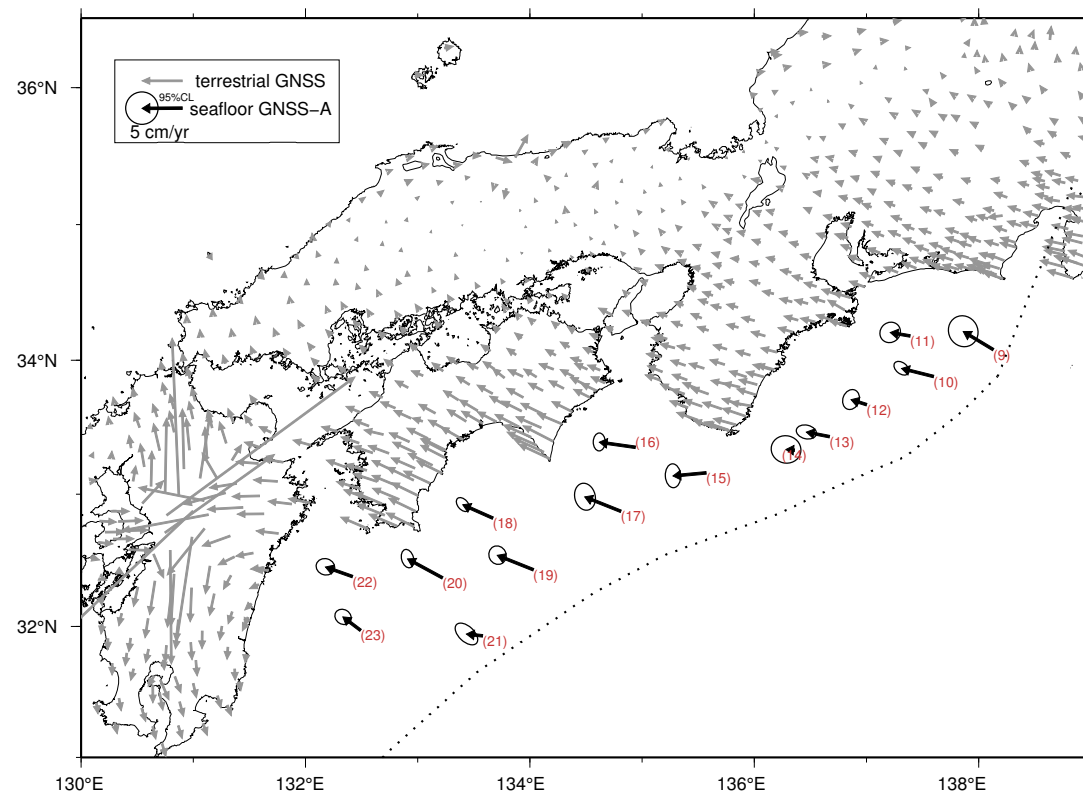 36°N
34°N
32°N
terrestrial GNSS
95%CL
seafloor GNSS−A
5 cm/yr
(9)
(11)
(10)
(12)
(13)
(14)
(16)
(15)
(17)
(18)
(19)
(20)
(22)
(23)
(21)
130°E
132°E
134°E
136°E
138°E